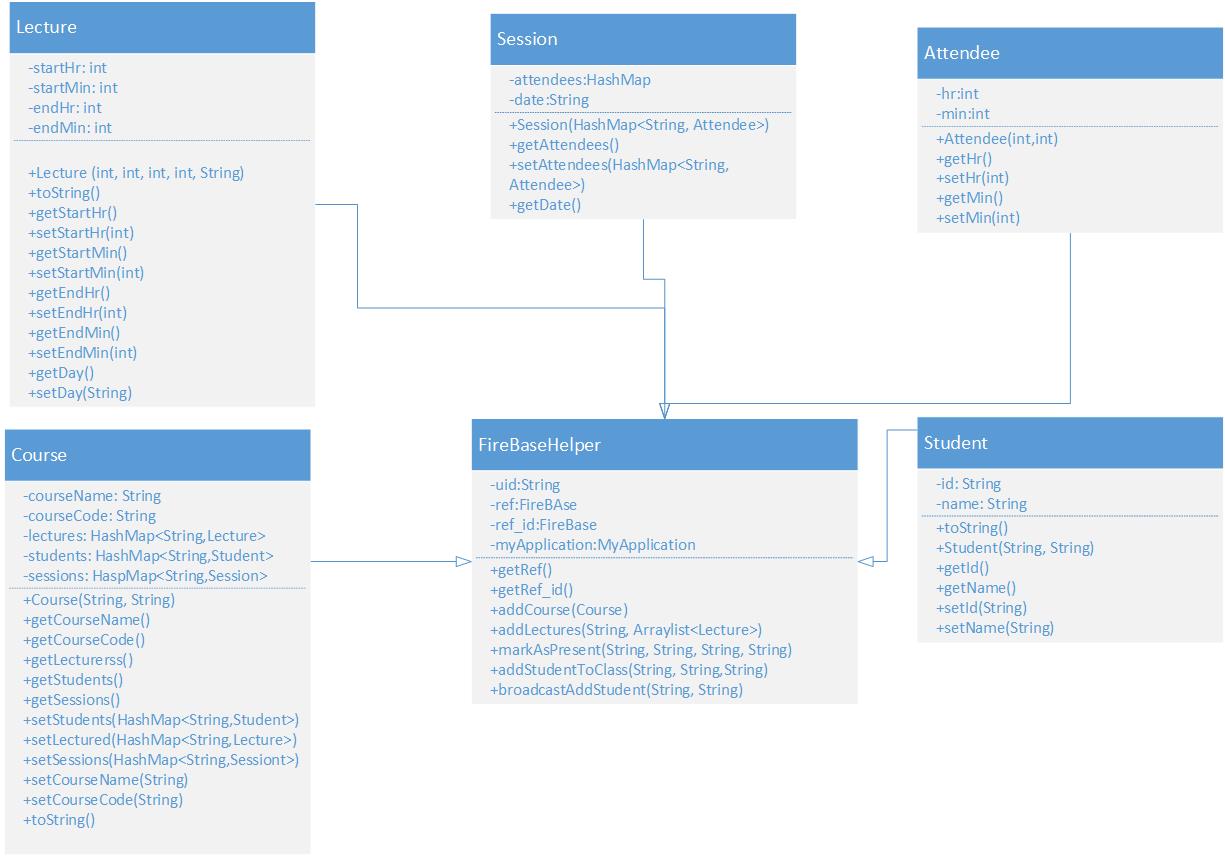 Lecture
-startHr: int
-startMin: int
-endHr: int
-endMin: int
+Lecture (int, int, int, int, String)
+toString()
+getStartHr()
+setStartHr(int)
+getStartMin()
+setStartMin(int)
+getEndHr()
+setEndHr(int)
+getEndMin()
+setEndMin(int)
+getDay()
+setDay(String)
Session
-attendees:HashMap
-date:String
+Session(HashMap<String, Attendee>)
+getAttendees()
+setAttendees(HashMap<String,
Attendee>)
+getDate()
Attendee
-hr:int
-min:int
+Attendee(int,int)
+getHr()
+setHr(int)
+getMin()
+setMin(int)
Course
-courseName: String
-courseCode: String
-lectures: HashMap<String,Lecture>
-students: HashMap<String,Student>
-sessions: HaspMap<String,Session>
+Course(String, String)
+getCourseName()
+getCourseCode()
+getLecturerss()
+getStudents()
+getSessions()
+setStudents(HashMap<String,Student>)
+setLectured(HashMap<String,Lecture>)
+setSessions(HashMap<String,Sessiont>)
+setCourseName(String)
+setCourseCode(String)
+toString()
FireBaseHelper
-uid:String
-ref:FireBAse
-ref_id:FireBase
-myApplication:MyApplication
+getRef()
+getRef_id()
+addCourse(Course)
+addLectures(String, Arraylist<Lecture>)
+markAsPresent(String, String, String, String)
+addStudentToClass(String, String,String)
+broadcastAddStudent(String, String)
Student
-id: String
-name: String
+toString()
+Student(String, String)
+getId()
+getName()
+setId(String)
+setName(String)